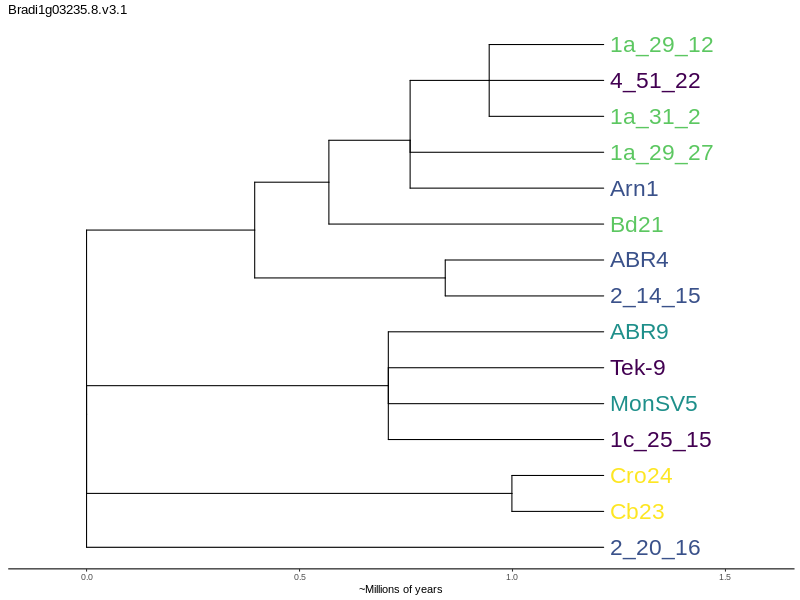 Bradi1g03235.8.v3.1
1a_29_12
4_51_22
1a_31_2
1a_29_27
Arn1
Bd21
ABR4
2_14_15
ABR9
Tek-9
MonSV5
1c_25_15
Cro24
Cb23
2_20_16
0.0 0.5 1.0 1.5
~Millions of years